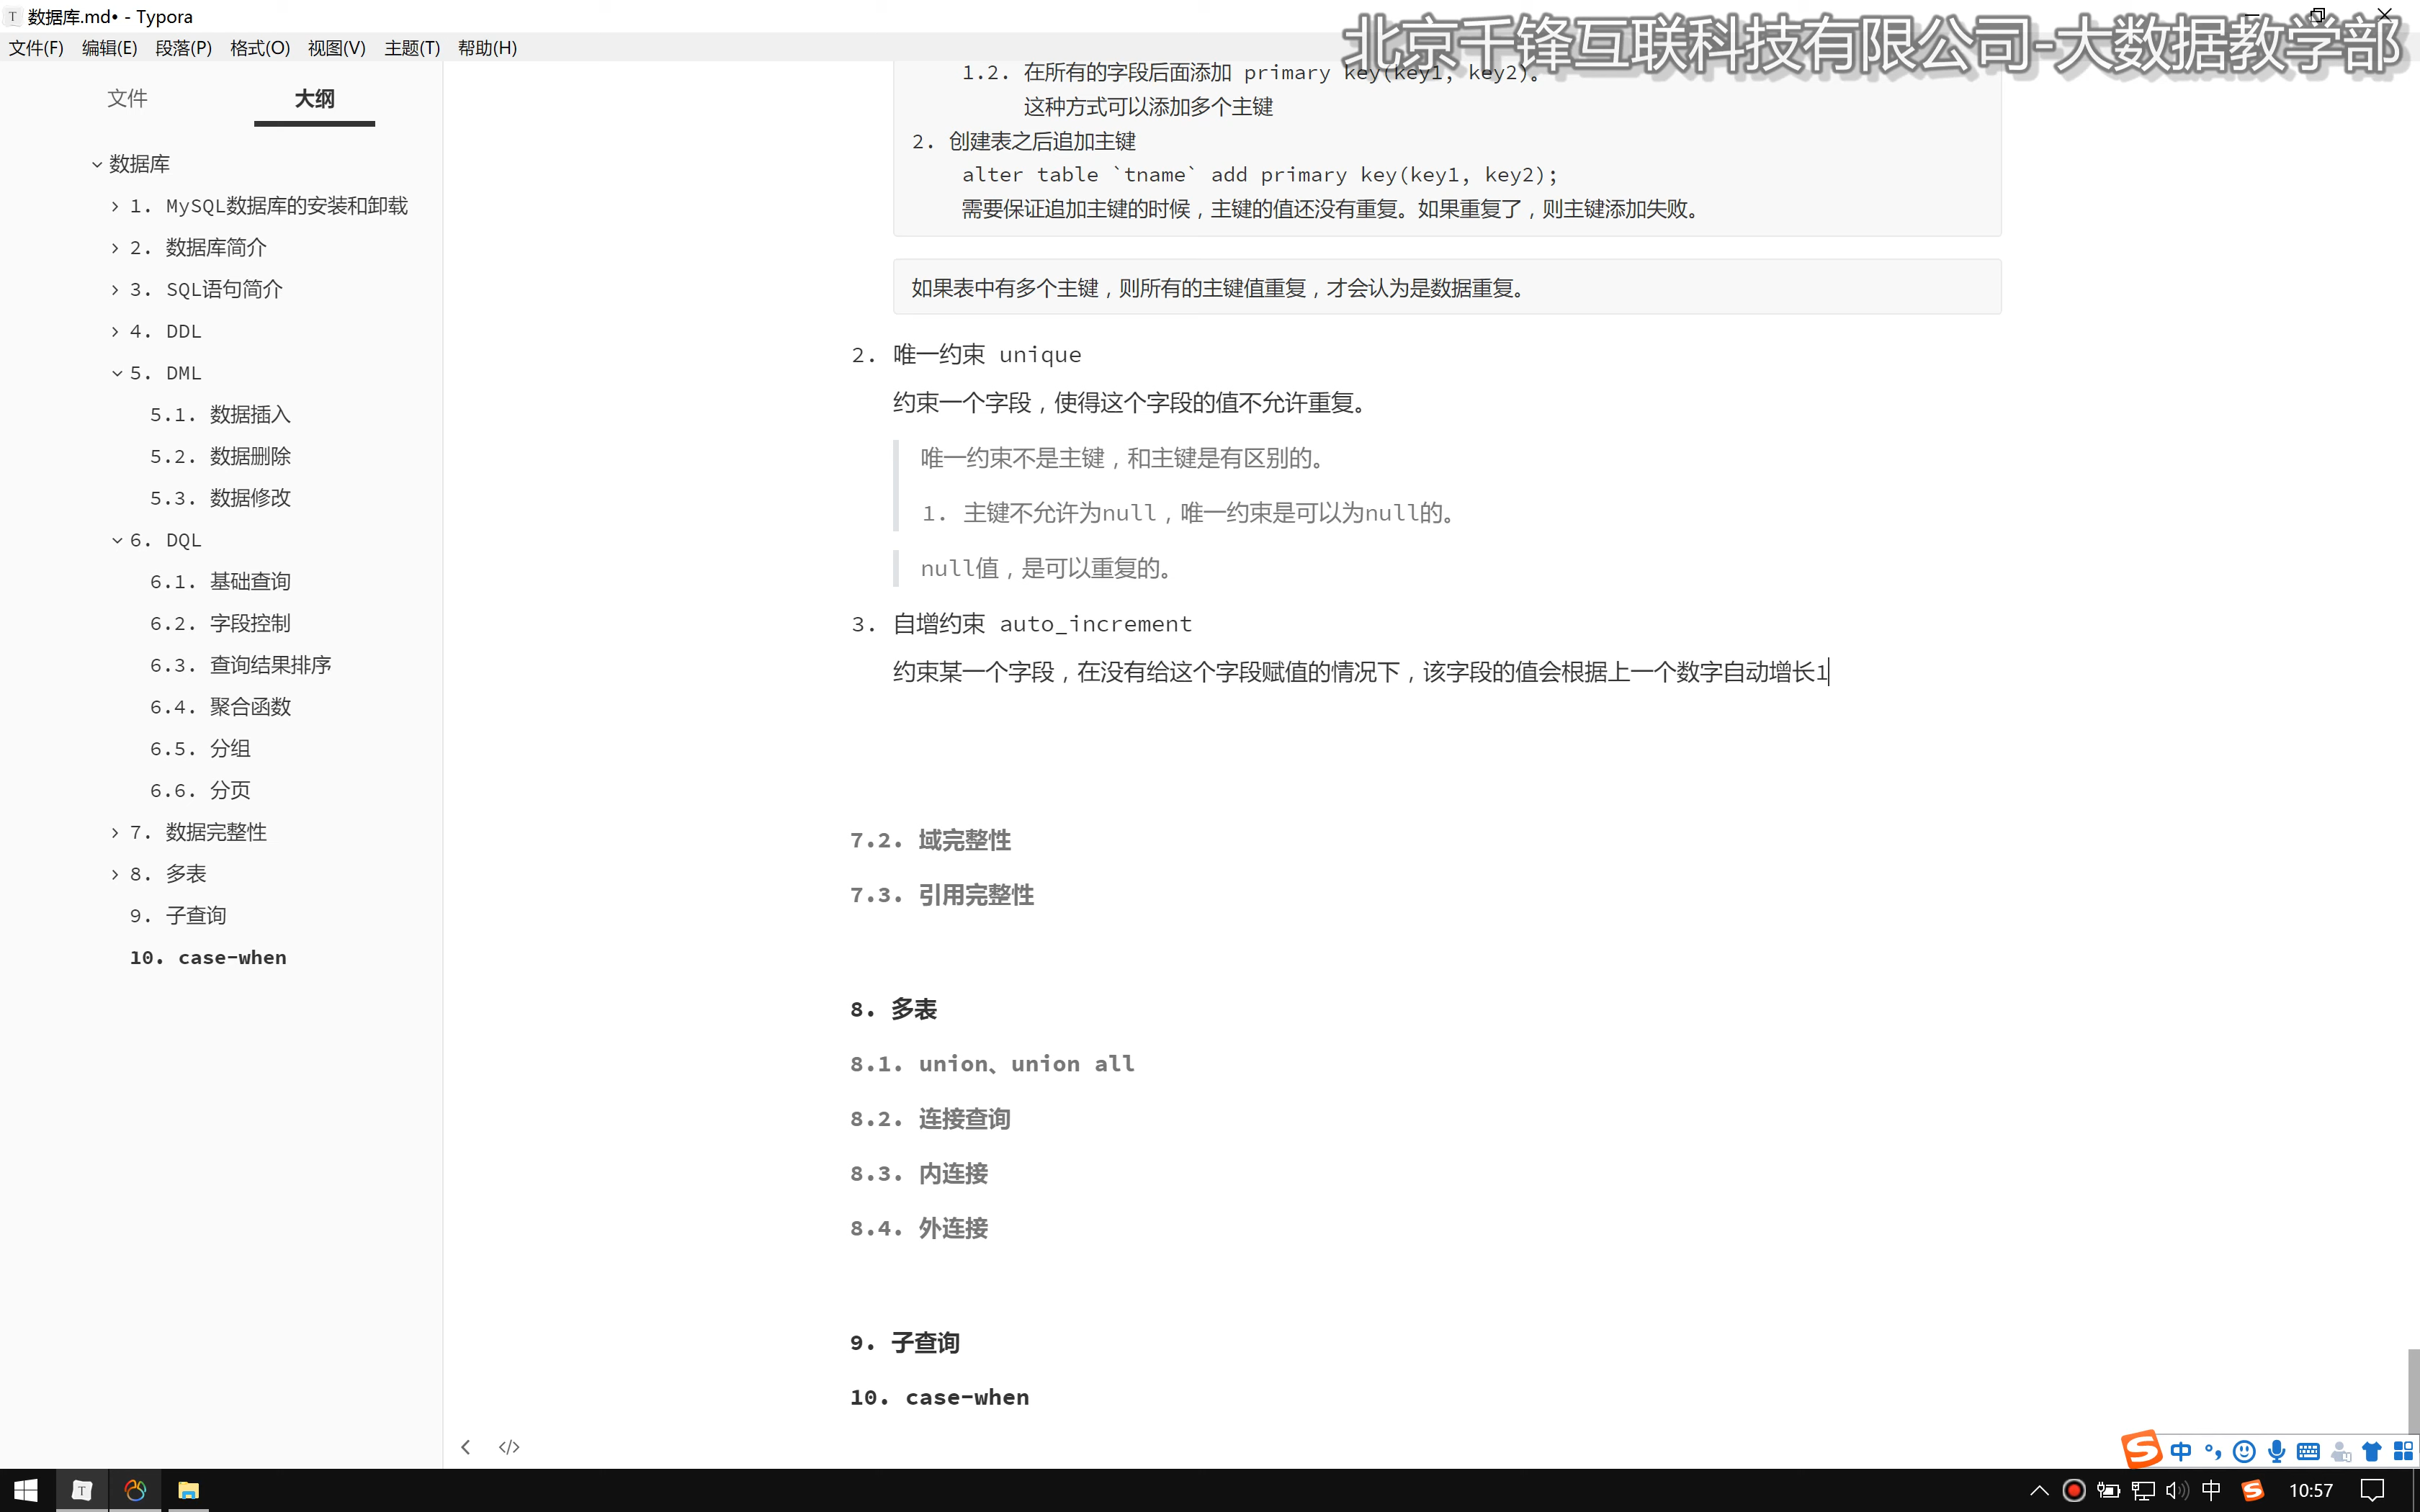 数据库.md• - Typora
北京千锋互联科技有限公司-大数据教学部
文件(F) 编辑(E) 段落(P) 格式(O) 视图(V) 主题(T) 帮助(H)
文件 大纲
数据库
1. MySQL数据库的安装和卸载
2. 数据库简介
3. SQL语句简介
4. DDL
5. DML
5.1. 数据插入
5.2. 数据删除
5.3. 数据修改
6. DQL
6.1. 基础查询
6.2. 字段控制
6.3. 查询结果排序
6.4. 聚合函数
6.5. 分组
6.6. 分页
7. 数据完整性
8. 多表
9. 子查询
10. case-when
1.2. 在所有的字段后面添加 primary key(key1, key2)。
这种方式可以添加多个主键
2. 创建表之后追加主键
alter table `tname` add primary key(key1, key2);
需要保证追加主键的时候，主键的值还没有重复。如果重复了，则主键添加失败。
如果表中有多个主键，则所有的主键值重复，才会认为是数据重复。
2. 唯一约束 unique
约束一个字段，使得这个字段的值不允许重复。
唯一约束不是主键，和主键是有区别的。
1. 主键不允许为null，唯一约束是可以为null的。
null值，是可以重复的。
3. 自增约束 auto_increment
约束某一个字段，在没有给这个字段赋值的情况下，该字段的值会根据上一个数字自动增长1
7.2. 域完整性
7.3. 引用完整性
8. 多表
8.1. union、union all
8.2. 连接查询
8.3. 内连接
8.4. 外连接
9. 子查询
10. case-when
</> 
中
中 10:57